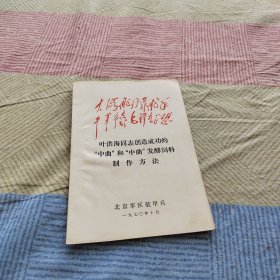 大海航行靠舵手
干革命靠毛泽东思想
叶洪海同志创造成功的
“中曲”和“中曲”发酵饲料
制作方法
北京军区装甲兵
一九七〇年十月